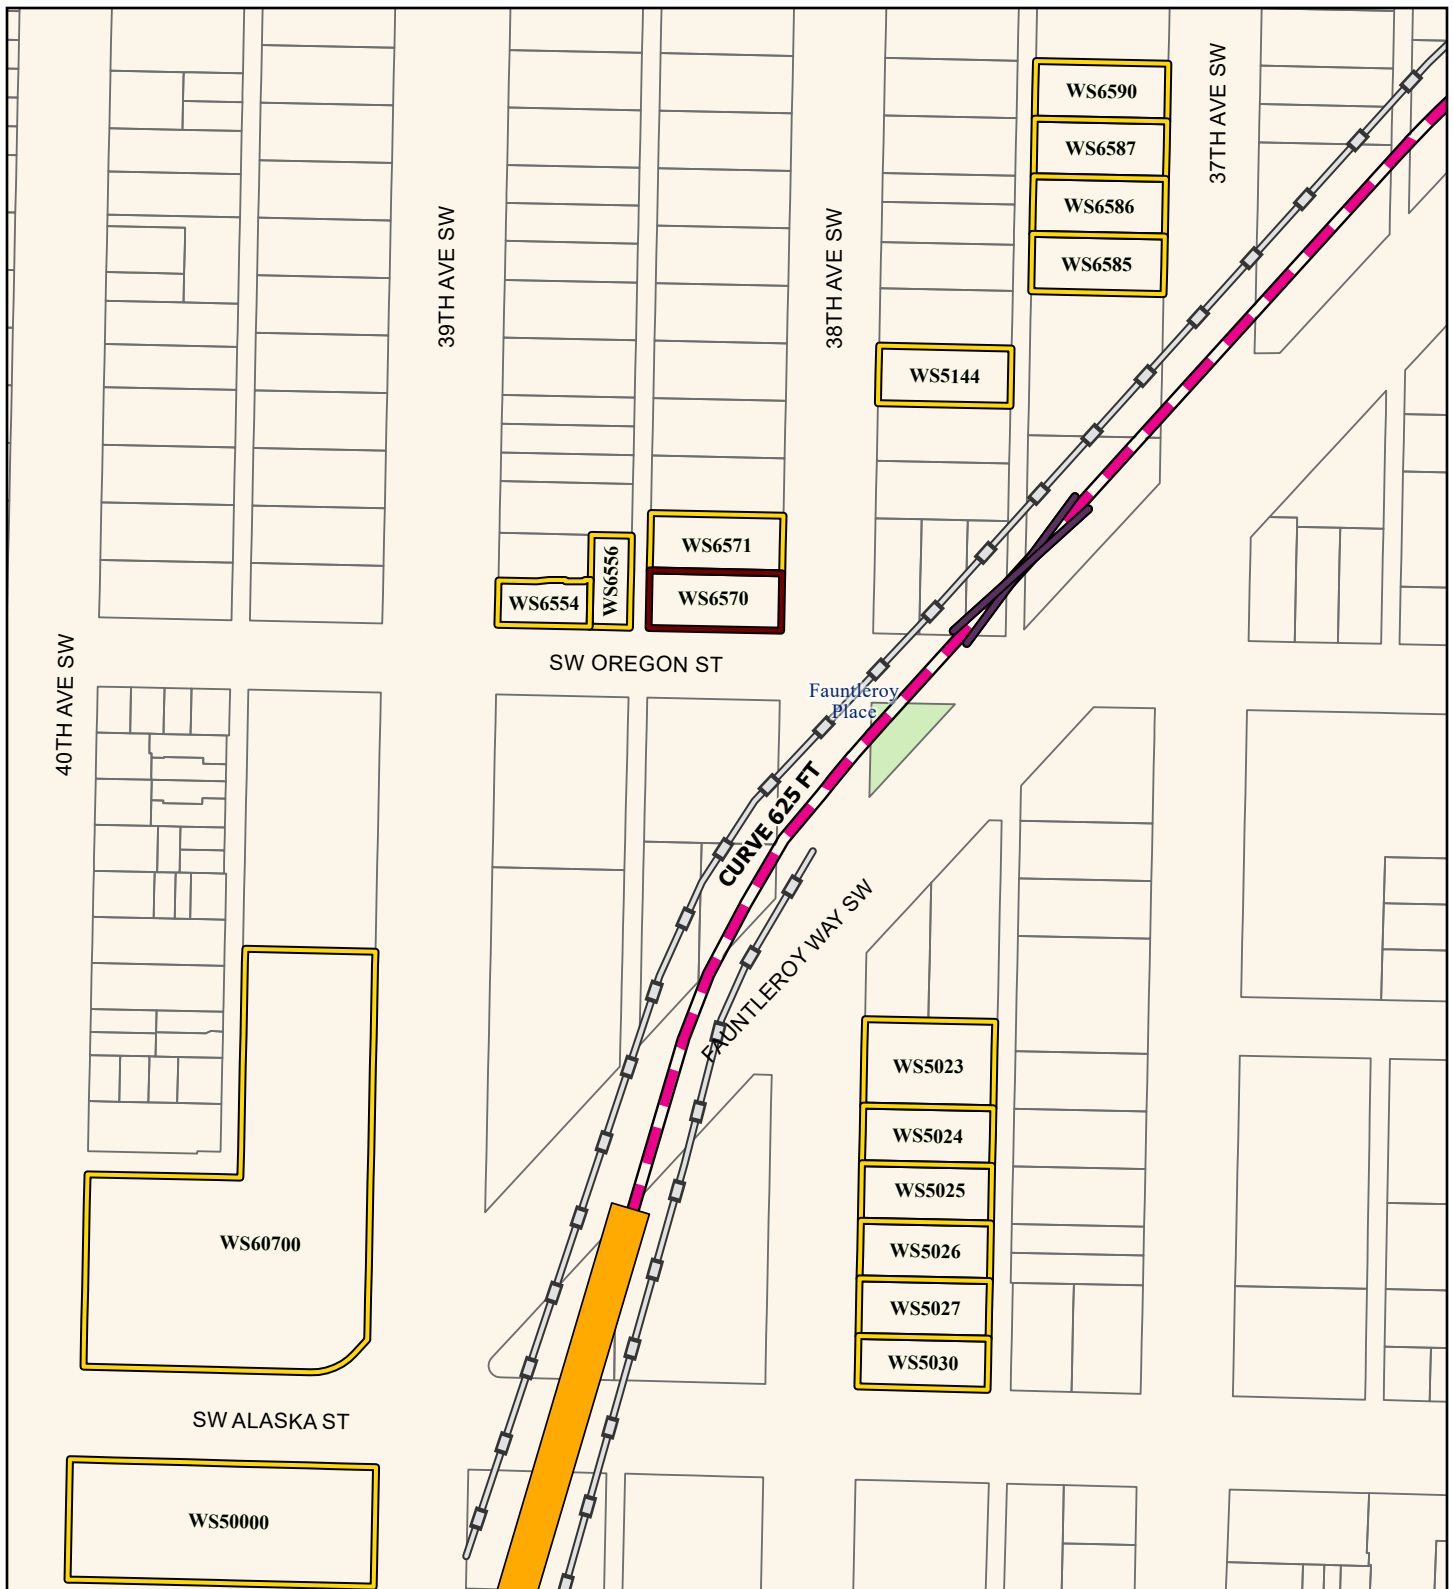 WS6590
37TH AVE SW
WS6587
WS6586
39TH AVE SW
38TH AVE SW
WS6585
WS5144
WS6571
WS6556
WS6570
WS6554
SW OREGON ST
40TH AVE SW
Fauntleroy
Place
CURVE 625 FT
FAUNTLEROY WAY SW
WS5023
WS5024
WS5025
WS60700
WS5026
WS5027
WS5030
SW ALASKA ST
WS50000